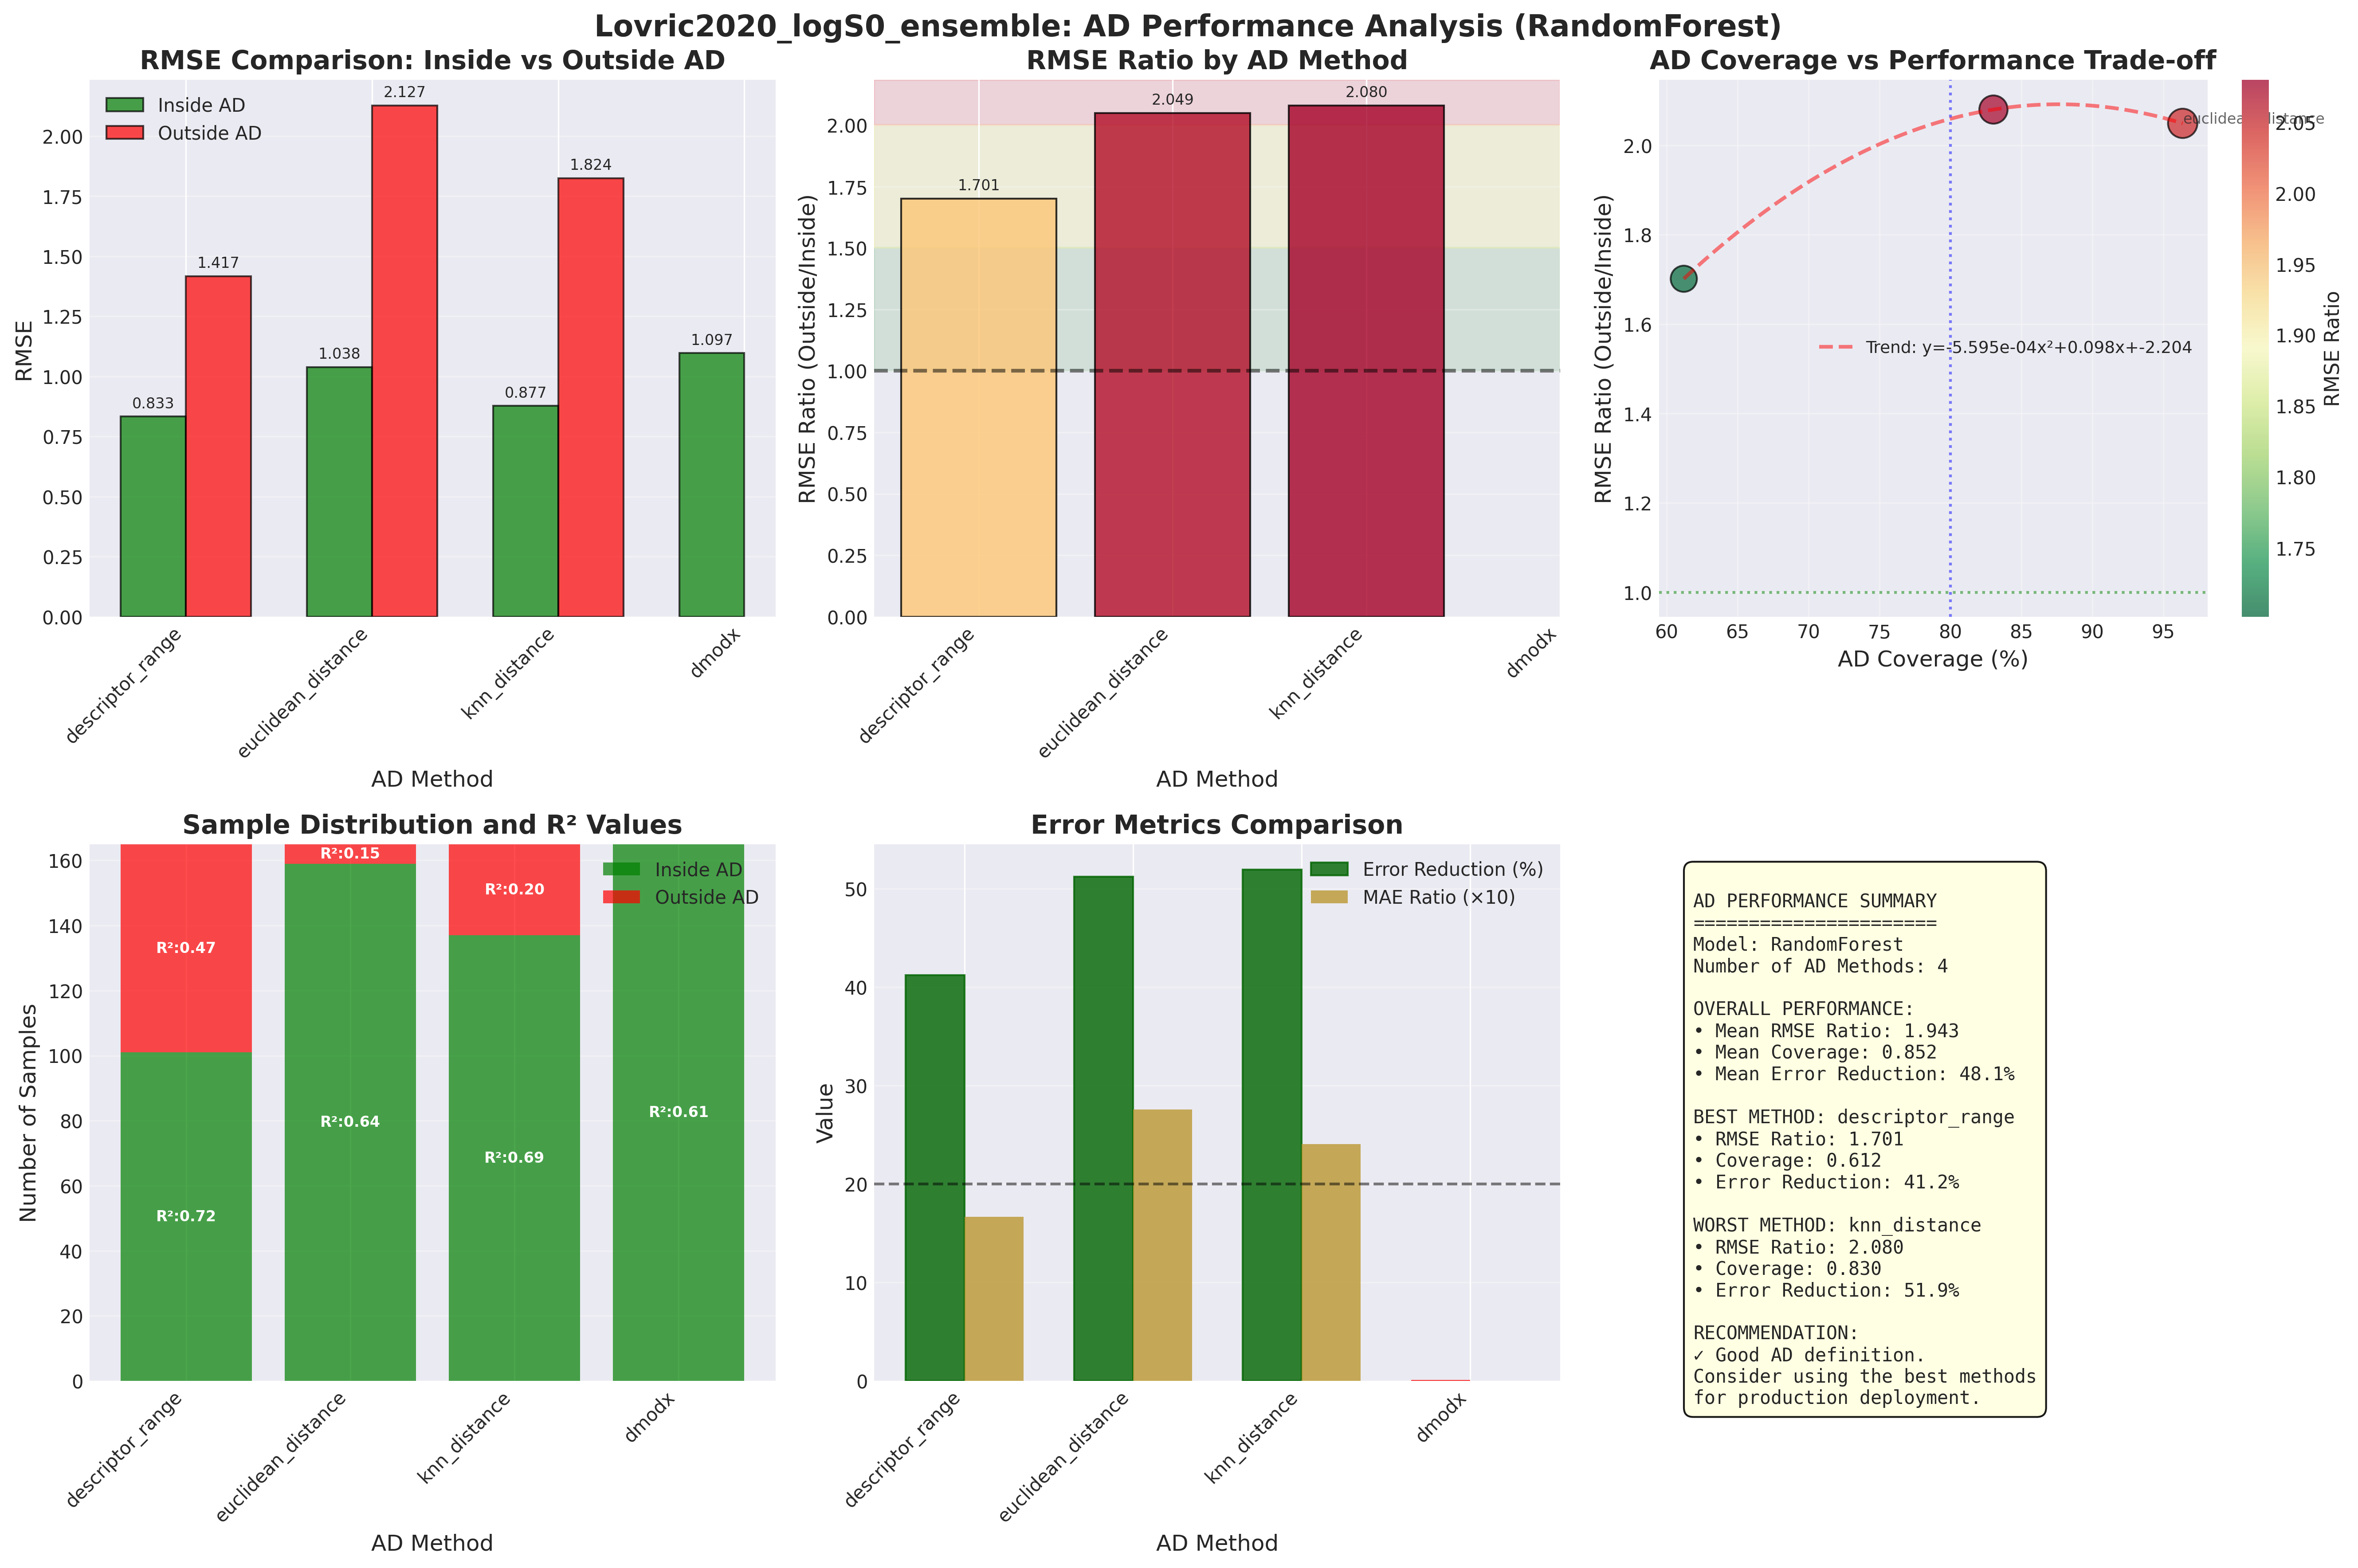 Lovric2020_logS0_ensemble: AD Performance Analysis (RandomForest)
RMSE Comparison: Inside vs Outside AD
Inside AD
Outside AD
RMSE
2.00
1.75
1.50
1.25
1.00
0.75
0.50
0.25
0.00
0.833
1.417
1.038
2.127
0.877
1.824
1.097
descriptor_range
euclidean_distance
knn_distance
dmodx
AD Method
RMSE Ratio by AD Method
RMSE Ratio (Outside/Inside)
2.00
1.75
1.50
1.25
1.00
0.75
0.50
0.25
0.00
1.701
2.049
2.080
descriptor_range
euclidean_distance
knn_distance
dmodx
AD Method
AD Coverage vs Performance Trade-off
RMSE Ratio (Outside/Inside)
2.0
1.8
1.6
1.4
1.2
1.0
Trend: y=-5.595e-04x²+0.098x+-2.204
60
65
70
75
80
85
90
95
AD Coverage (%)
2.05
2.00
1.95
1.90
1.85
1.80
1.75
RMSE Ratio
Sample Distribution and R² Values
Number of Samples
160
140
120
100
80
60
40
20
0
Inside AD
Outside AD
R²:0.47
R²:0.72
R²:0.15
R²:0.64
R²:0.20
R²:0.69
R²:0.61
descriptor_range
euclidean_distance
knn_distance
dmodx
AD Method
Error Metrics Comparison
Value
50
40
30
20
10
0
Error Reduction (%)
MAE Ratio (×10)
descriptor_range
euclidean_distance
knn_distance
dmodx
AD Method
AD PERFORMANCE SUMMARY
======================
Model: RandomForest
Number of AD Methods: 4
OVERALL PERFORMANCE:
• Mean RMSE Ratio: 1.943
• Mean Coverage: 0.852
• Mean Error Reduction: 48.1%
BEST METHOD: descriptor_range
• RMSE Ratio: 1.701
• Coverage: 0.612
• Error Reduction: 41.2%
WORST METHOD: knn_distance
• RMSE Ratio: 2.080
• Coverage: 0.830
• Error Reduction: 51.9%
RECOMMENDATION:
✓ Good AD definition.
Consider using the best methods
for production deployment.